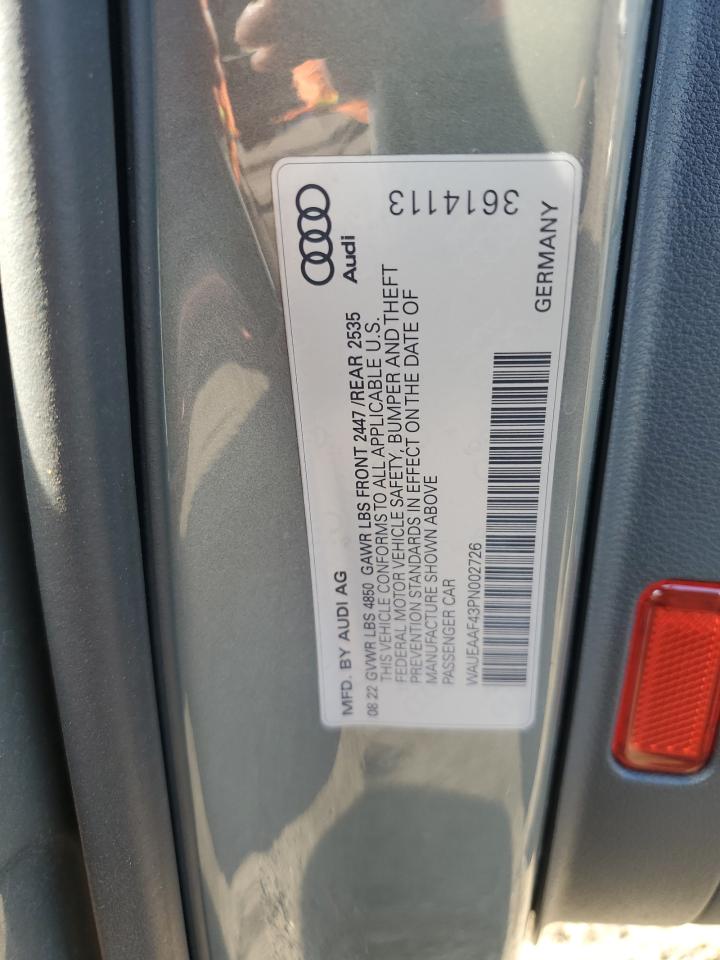 MFD. BY AUDI AG
Audi
08.22 GVWR LBS 4850 GAWR LBS FRONT 2447 /REAR 2535
THIS VEHICLE CONFORMS TO ALL APPLICABLE U.S.
FEDERAL MOTOR VEHICLE SAFETY, BUMPER AND THEFT
PREVENTION STANDARDS IN EFFECT ON THE DATE OF
MANUFACTURE SHOWN ABOVE
PASSENGER CAR
3614113
WAUEAAF43PN002726
GERMANY